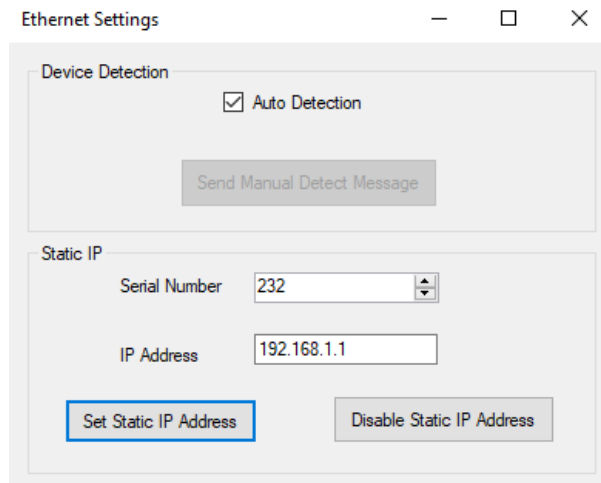 Ethernet Settings
Device Detection
Auto Detection
Send Manual Detect Message
Static IP
Serial Number 232
IP Address 192.168.1.1
Set Static IP Address Disable Static IP Address